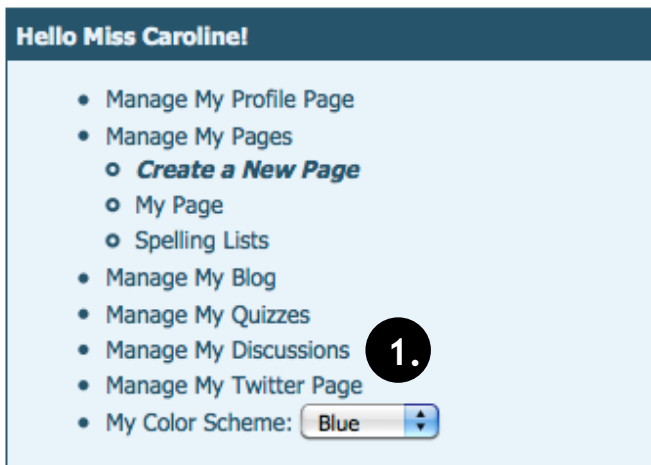 Hello Miss Caroline!
Manage My Profile Page
Manage My Pages
Create a New Page
My Page
Spelling Lists
Manage My Blog
Manage My Quizzes
Manage My Discussions 1.
Manage My Twitter Page
My Color Scheme: Blue